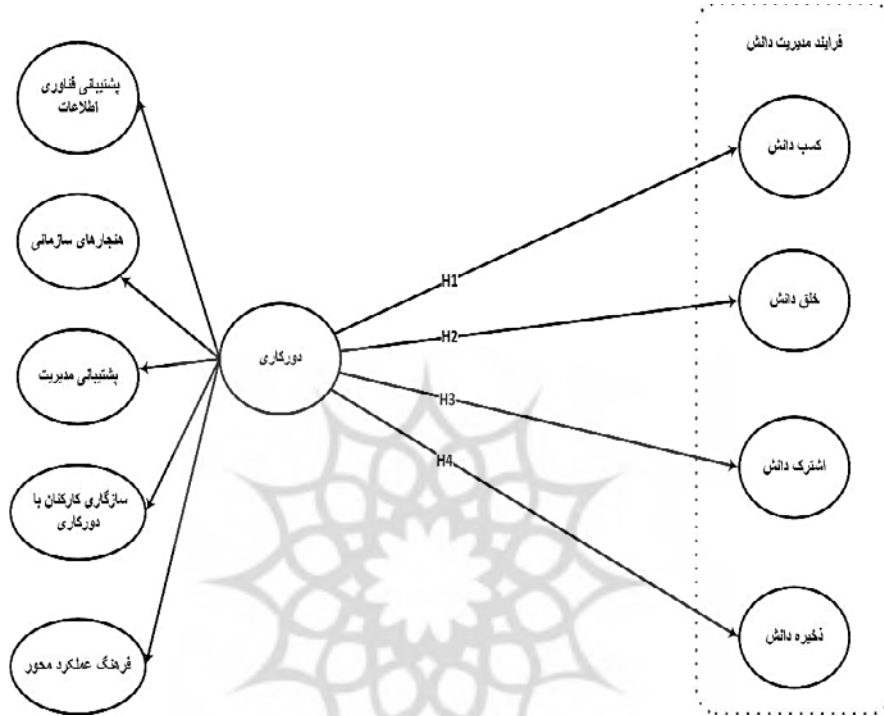 فرایند مدیریت دانش
پشتیبانی فناوری
اطلاعات
هنجارهای سازمانی
پشتیبانی مدیریت
سازگاری کارکنان با
دورکاری
فرهنگ عملکرد محور
دورکاری
H1
H2
H3
H4
کسب دانش
خلق دانش
اشترک دانش
ذخیره دانش